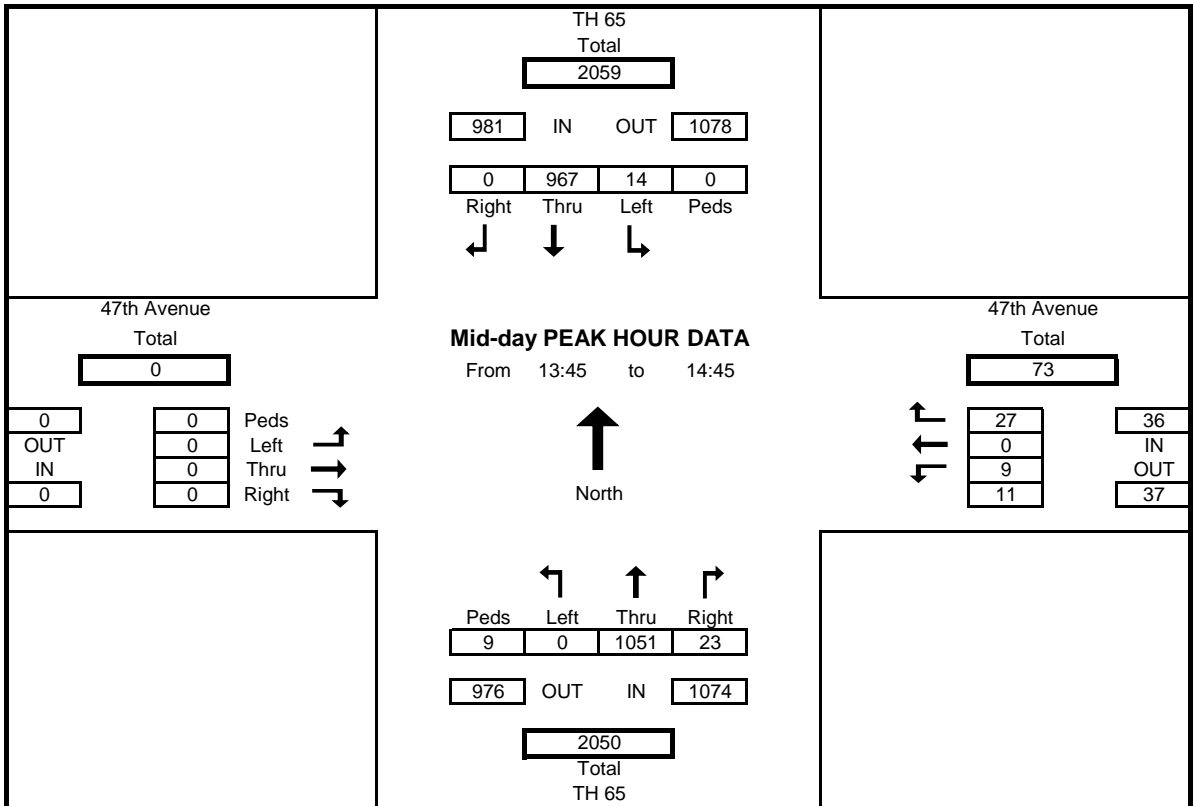 TH 65
Total
2059
981 IN OUT 1078
0 967 14 0
Right Thru Left Peds
47th Avenue
Total
0
0 0 Peds
OUT 0 Left
IN 0 Thru
0 0 Right
Mid-day PEAK HOUR DATA
From 13:45 to 14:45
North
47th Avenue
Total
73
27 36
0 IN
9 OUT
11 37
Peds Left Thru Right
9 0 1051 23
976 OUT IN 1074
2050
Total
TH 65